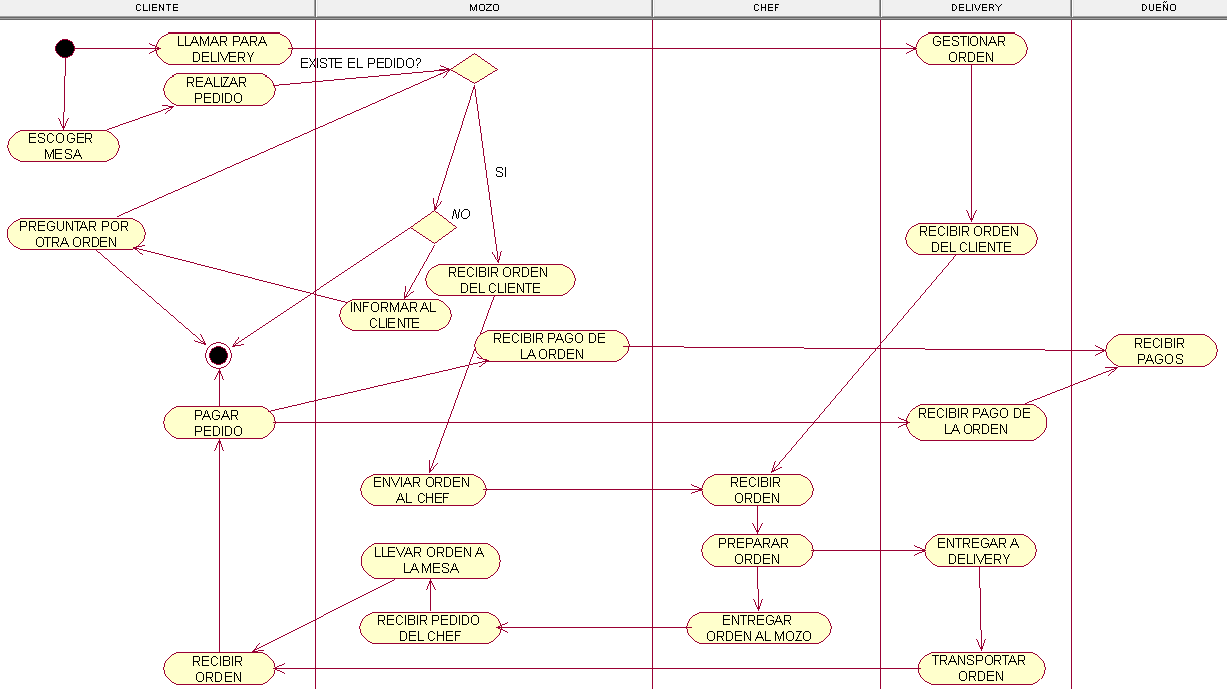 CLIENTE
MOZO
CHEF
DELIVERY
DUEÑO
LLAMAR PARA
DELIVERY
GESTIONAR
ORDEN
EXISTE EL PEDIDO?
REALIZAR
PEDIDO
ESCOGER
MESA
SI
NO
PREGUNTAR POR
OTRA ORDEN
RECIBIR ORDEN
DEL CLIENTE
RECIBIR ORDEN
DEL CLIENTE
INFORMAR AL
CLIENTE
RECIBIR PAGO DE
LA ORDEN
RECIBIR
PAGOS
PAGAR
PEDIDO
RECIBIR PAGO DE
LA ORDEN
ENVIAR ORDEN
AL CHEF
RECIBIR
ORDEN
LLEVAR ORDEN A
LA MESA
PREPARAR
ORDEN
ENTREGAR A
DELIVERY
RECIBIR PEDIDO
DEL CHEF
ENTREGAR
ORDEN AL MOZO
RECIBIR
ORDEN
TRANSPORTAR
ORDEN